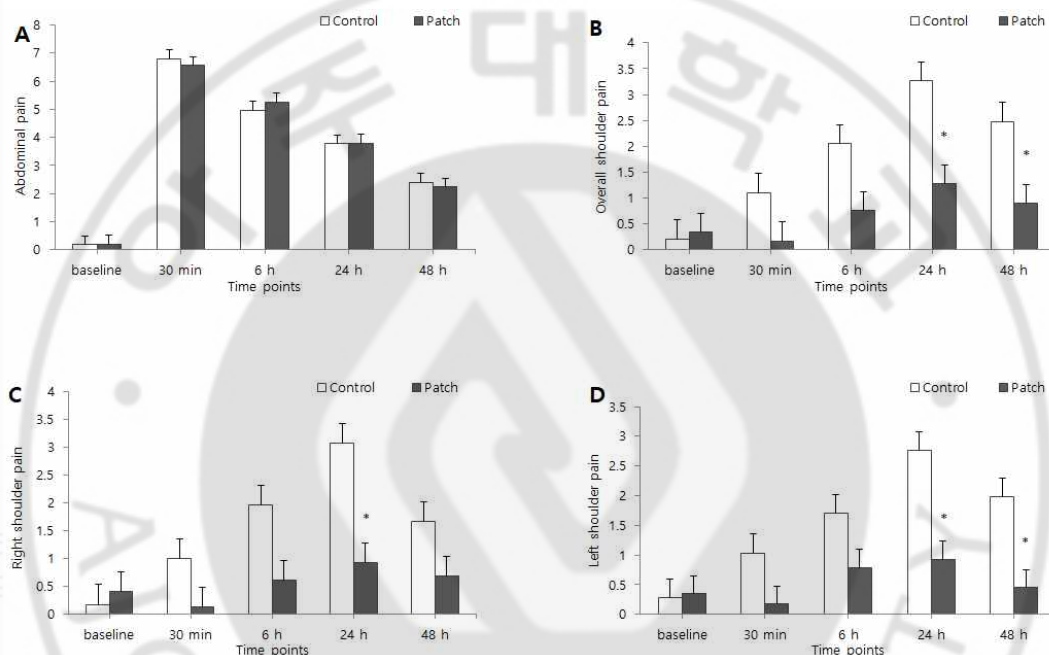 A
□ Control ■ Patch
8
7
6
5
4
3
2
1
0
Abdominal pain
baseline 30 min 6 h 24 h 48 h
Time points
B
□ Control ■ Patch
4
3.5
3
2.5
2
1.5
1
0.5
0
Overall shoulder pain
* *
baseline 30 min 6 h 24 h 48 h
Time points
C
□ Control ■ Patch
4
3.5
3
2.5
2
1.5
1
0.5
0
Right shoulder pain
*
baseline 30 min 6 h 24 h 48 h
Time points
D
□ Control ■ Patch
3.5
3
2.5
2
1.5
1
0.5
0
Left shoulder pain
* *
baseline 30 min 6 h 24 h 48 h
Time points
주 대 학